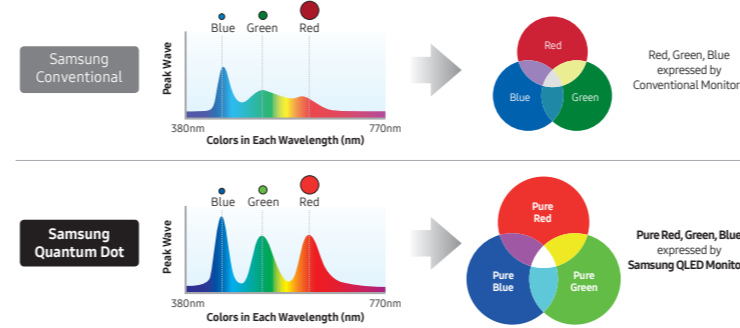 Samsung
Conventional
Blue
Green
Red
Peak Wave
380nm
770nm
Colors in Each Wavelength (nm)
Red
Blue
Green
Red, Green, Blue
expressed by
Conventional Monitor
Samsung
Quantum Dot
Blue
Green
Red
Peak Wave
380nm
770nm
Colors in Each Wavelength (nm)
Pure
Red
Pure
Blue
Pure
Green
Pure Red, Green, Blue
expressed by
Samsung QLED Monito